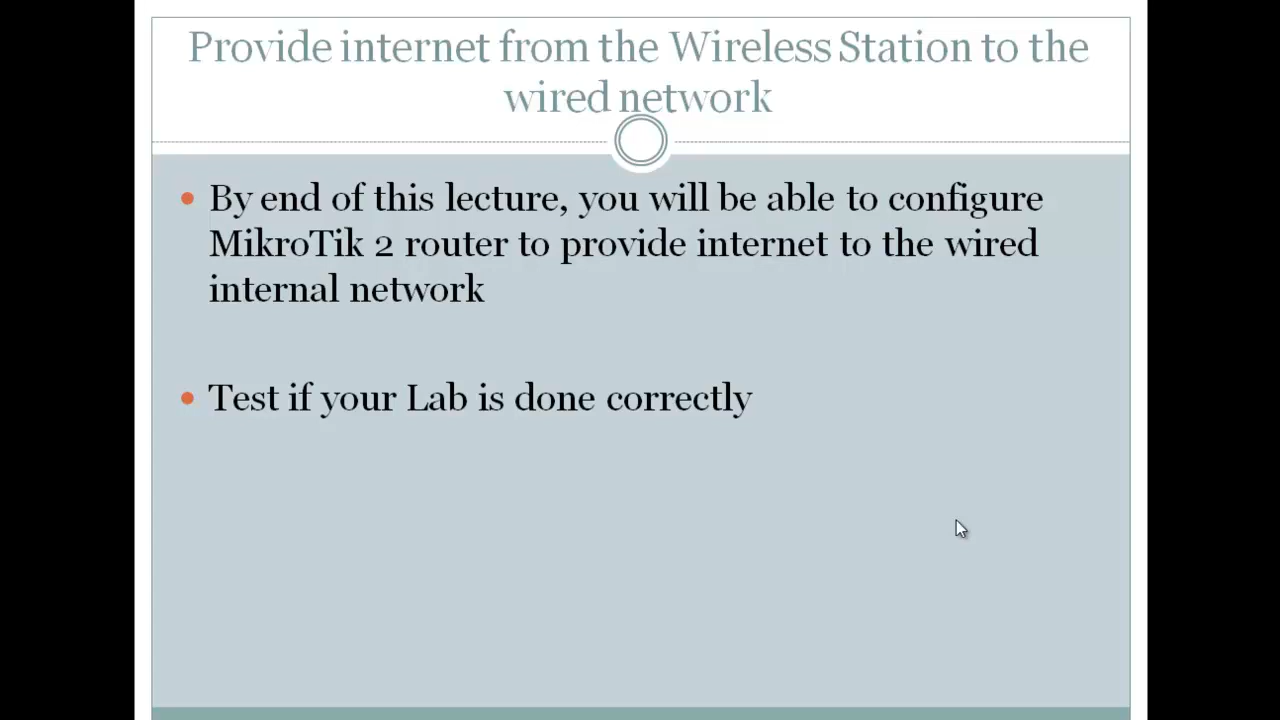 Provide internet from the Wireless Station to the
wired network
• By end of this lecture, you will be able to configure
MikroTik 2 router to provide internet to the wired
internal network
• Test if your Lab is done correctly